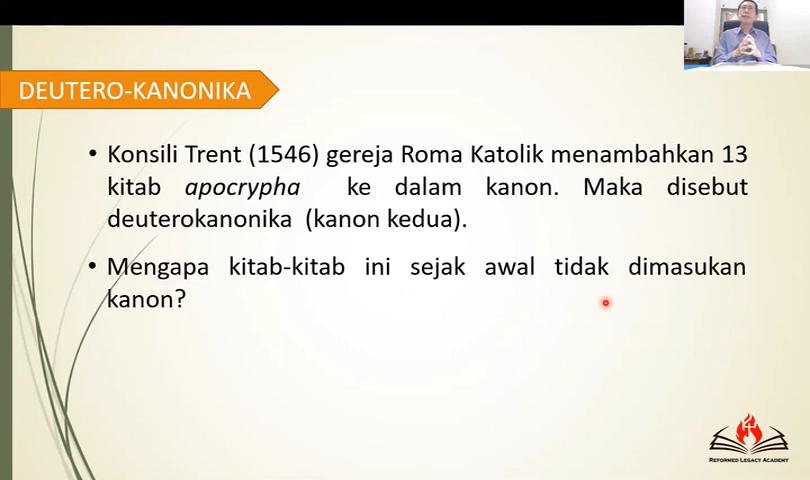 DEUTERO-KANONIKA
• Konsili Trent (1546) gereja Roma Katolik menambahkan 13
kitab apocrypha ke dalam kanon. Maka disebut
deuterokanonika (kanon kedua).
• Mengapa kitab-kitab ini sejak awal tidak dimasukan
kanon?
REFORMED LEGACY ACADEMY